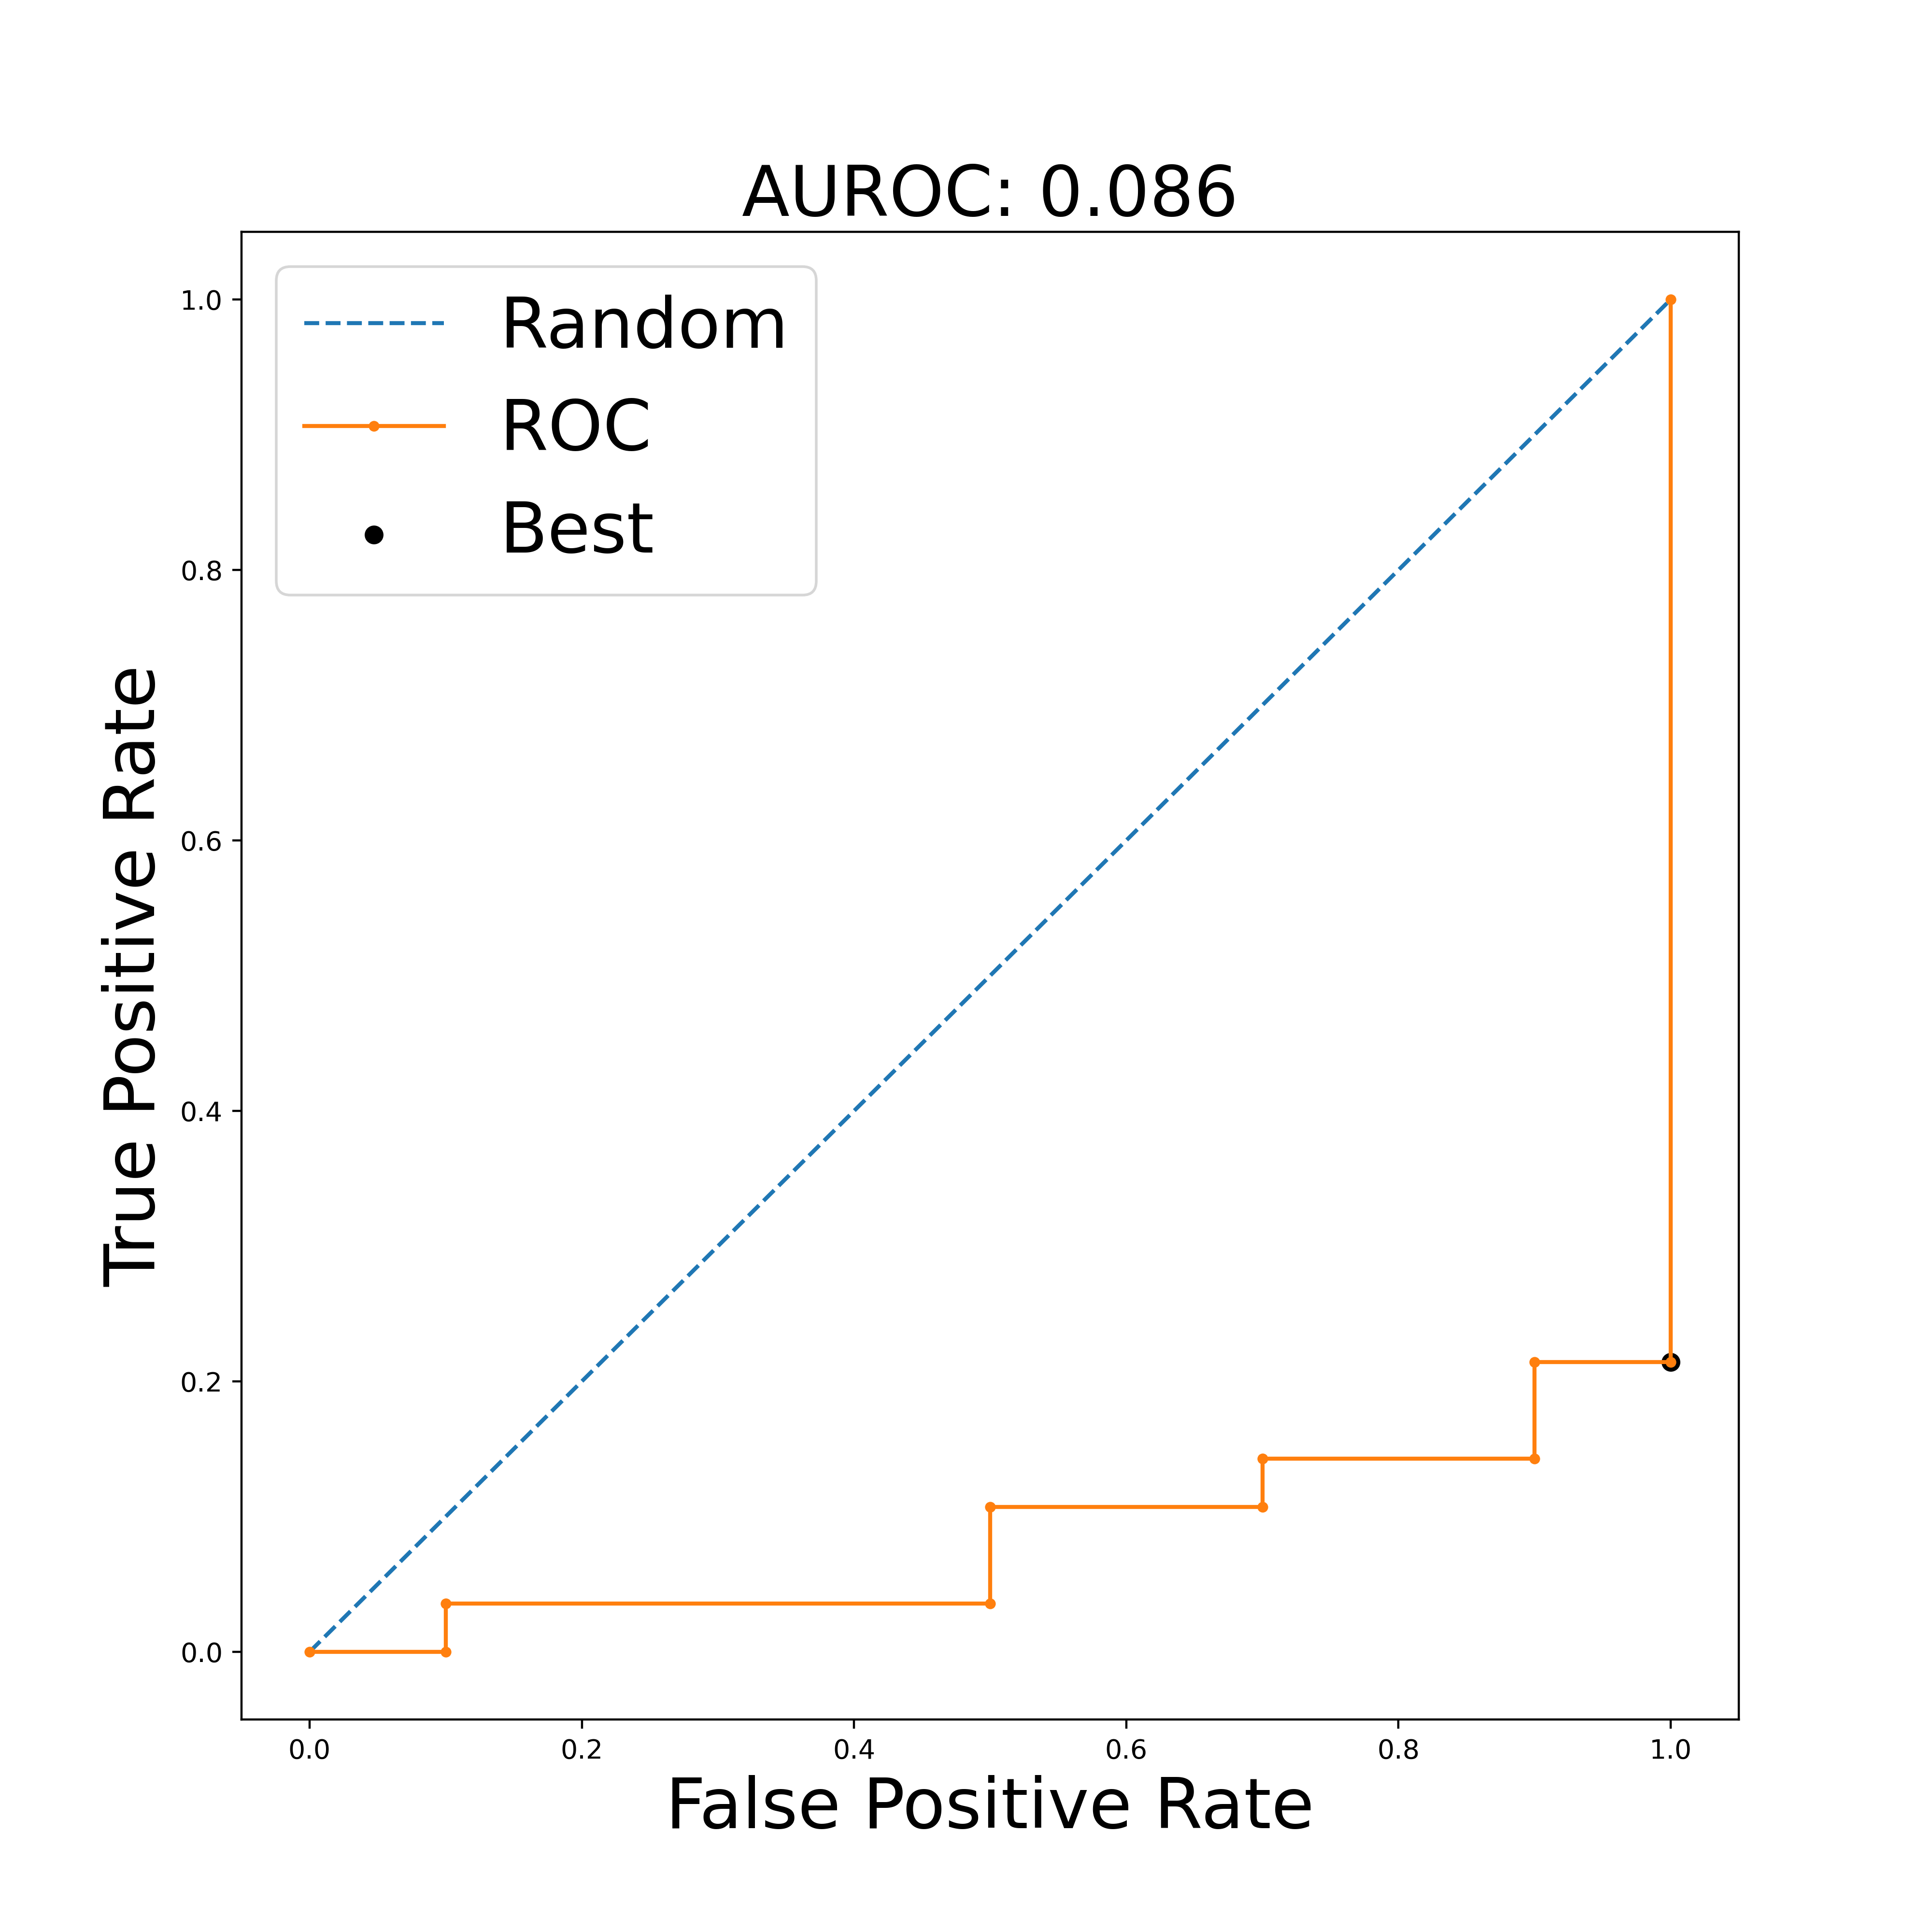 AUROC: 0.086
Random
ROC
Best
True Positive Rate
1.0
0.8
0.6
0.4
0.2
0.0
0.0 0.2 0.4 0.6 0.8 1.0
False Positive Rate